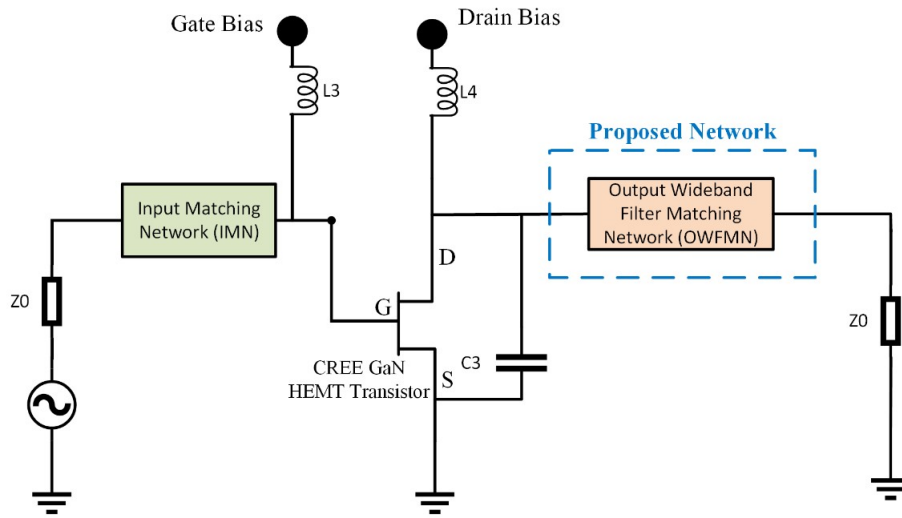 Gate Bias
Drain Bias
L3
L4
Proposed Network
Input Matching
Network (IMN)
Output Wideband
Filter Matching
Network (OWFMN)
D
Z0
G
Z0
CREE GaN
HEMT Transistor
S
C3